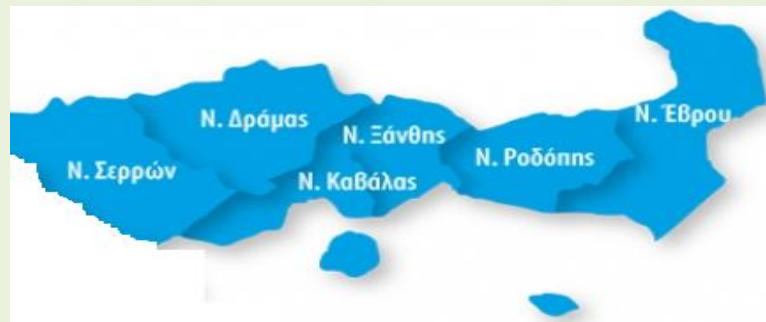 Ν. Έβρου
Ν. Δράμας
Ν. Ξάνθης
Ν. Ροδόπης
Ν. Σερρών
Ν. Καβάλας